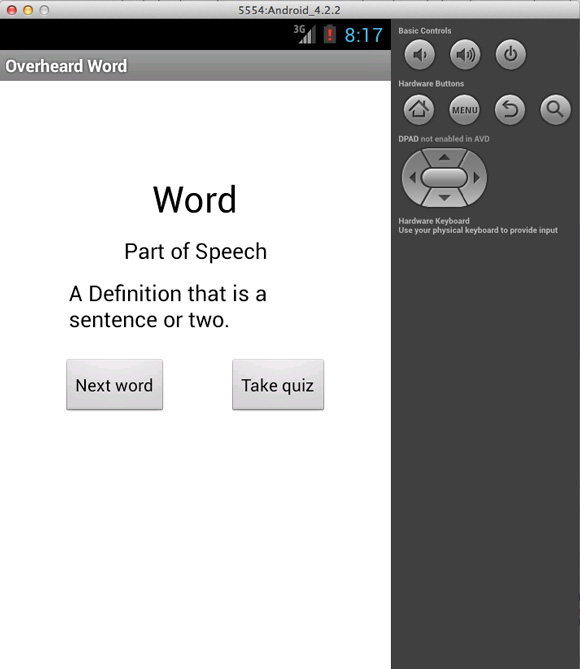 5554:Android_4.2.2
3G 8:17
Overheard Word
Word
Part of Speech
A Definition that is a
sentence or two.
Next word
Take quiz
Basic Controls
Hardware Buttons
MENU
DPAD not enabled in AVD
Hardware Keyboard
Use your physical keyboard to provide input